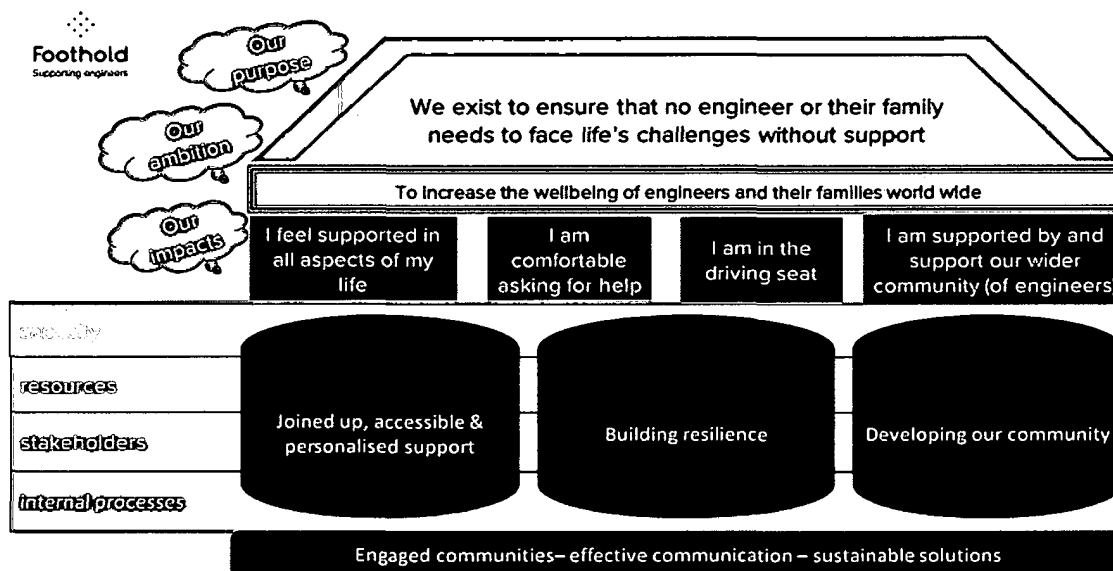 Foothold
Supporting engineers
Our
purpose
We exist to ensure that no engineer or their family
needs to face life's challenges without support
Our
ambition
To increase the wellbeing of engineers and their families world wide
Our
impacts
I feel supported in
all aspects of my
life
I am
comfortable
asking for help
I am in the
driving seat
I am supported by and
support our wider
community (of engineers)
resources
stakeholders
internal processes
Joined up, accessible &
personalised support
Building resilience
Developing our community
Engaged communities– effective communication – sustainable solutions